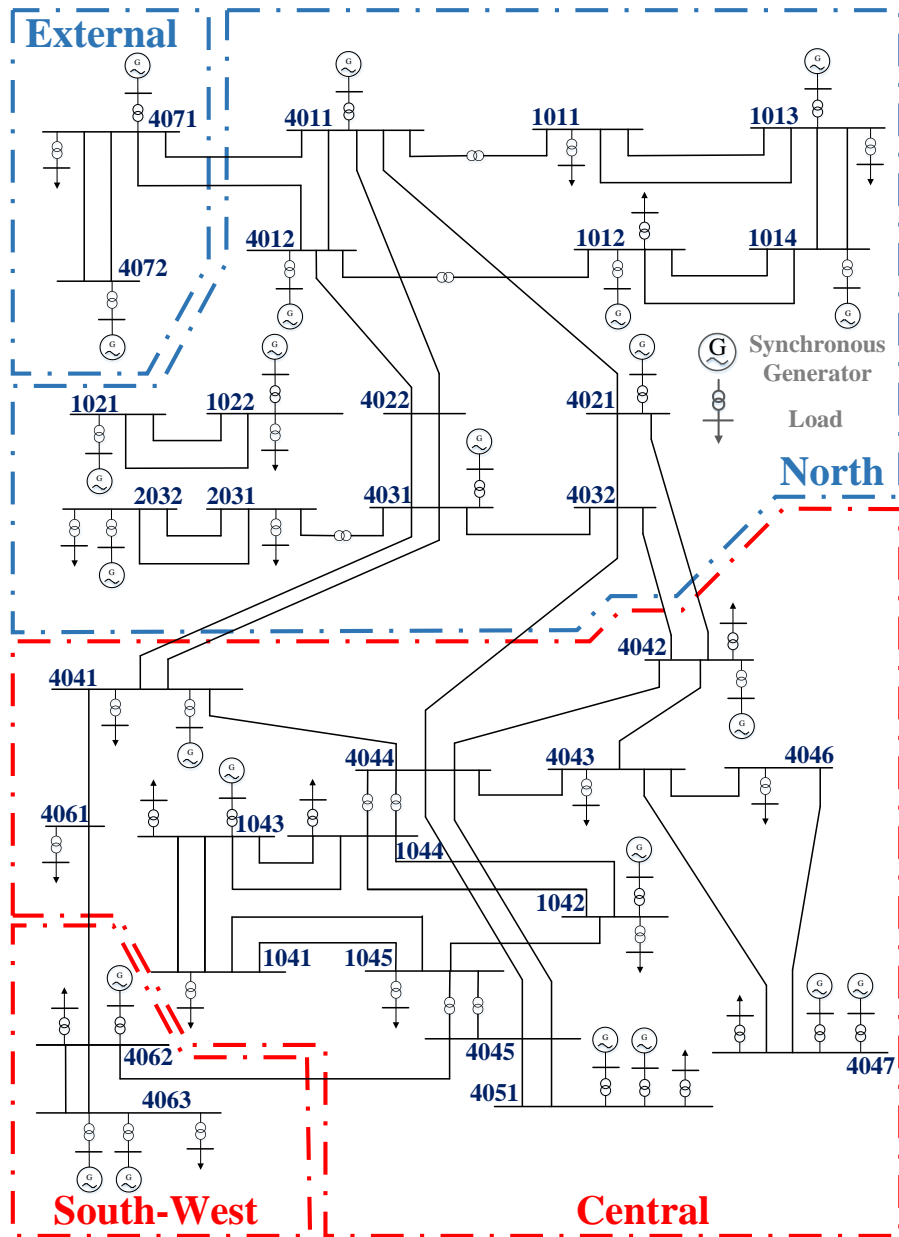 External
G
G
G
4071
4011
1011
1013
4012
1012
1014
4072
G
G
G
G
G
G
G
Synchronous
Generator
1021
1022
4022
4021
Load
G
G
2032
2031
4031
4032
North
G
4042
4041
G
G
G
4044
4043
4046
4061
1043
1044
G
1042
1041
1045
G
G
G
G
G
4062
4045
4047
4063
4051
G
G
South-West
Central